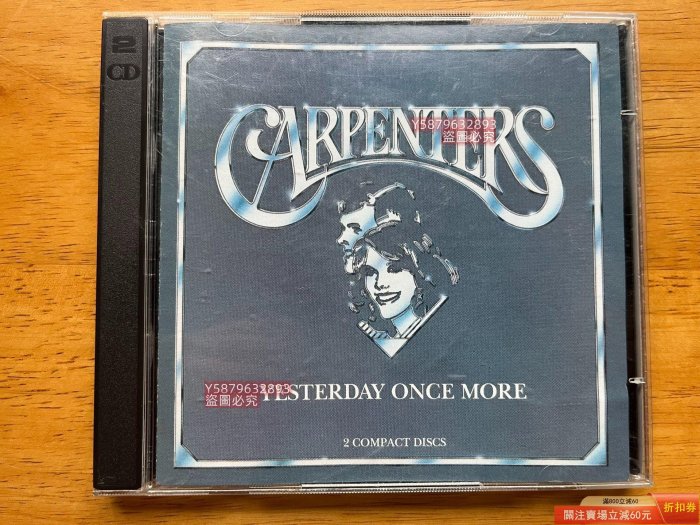 2
CD
CARPENTERS
Y5879632893
盜圖必究
Y5879632893
盜圖必究
YESTERDAY ONCE MORE
2 COMPACT DISCS
滿800立減60
關注賣場立減60元
折扣券